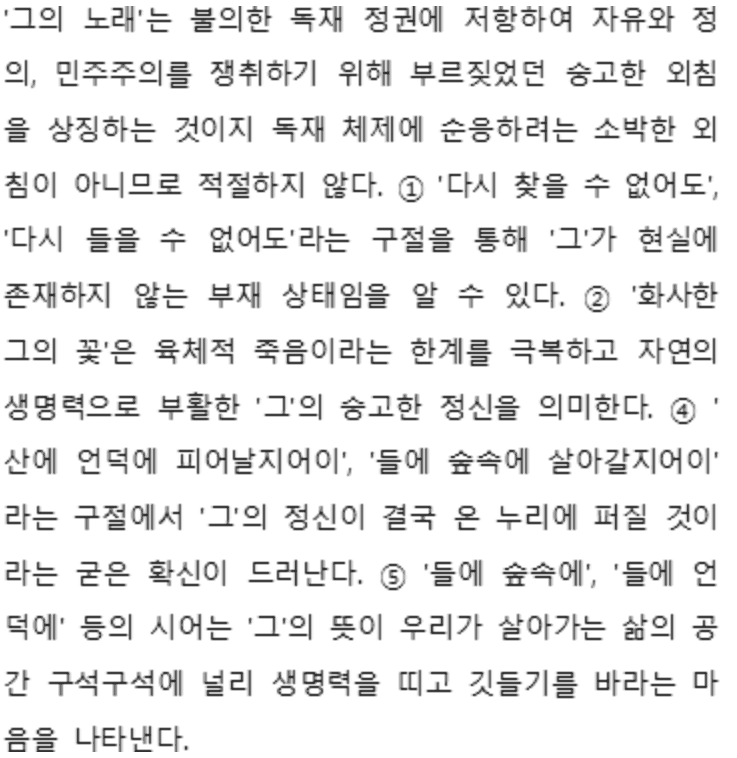 '그의 노래'는 불의한 독재 정권에 저항하여 자유와 정
의, 민주주의를 쟁취하기 위해 부르짖었던 숭고한 외침
을 상징하는 것이지 독재 체제에 순응하려는 소박한 외
침이 아니므로 적절하지 않다. ① '다시 찾을 수 없어도',
'다시 들을 수 없어도'라는 구절을 통해 '그'가 현실에
존재하지 않는 부재 상태임을 알 수 있다. ② '화사한
그의 꽃'은 육체적 죽음이라는 한계를 극복하고 자연의
생명력으로 부활한 '그'의 숭고한 정신을 의미한다. ④ '
산에 언덕에 피어날지어이', '들에 숲속에 살아갈지어이'
라는 구절에서 '그'의 정신이 결국 온 누리에 퍼질 것이
라는 굳은 확신이 드러난다. ⑤ '들에 숲속에', '들에 언
덕에' 등의 시어는 '그'의 뜻이 우리가 살아가는 삶의 공
간 구석구석에 널리 생명력을 띠고 깃들기를 바라는 마
음을 나타낸다.